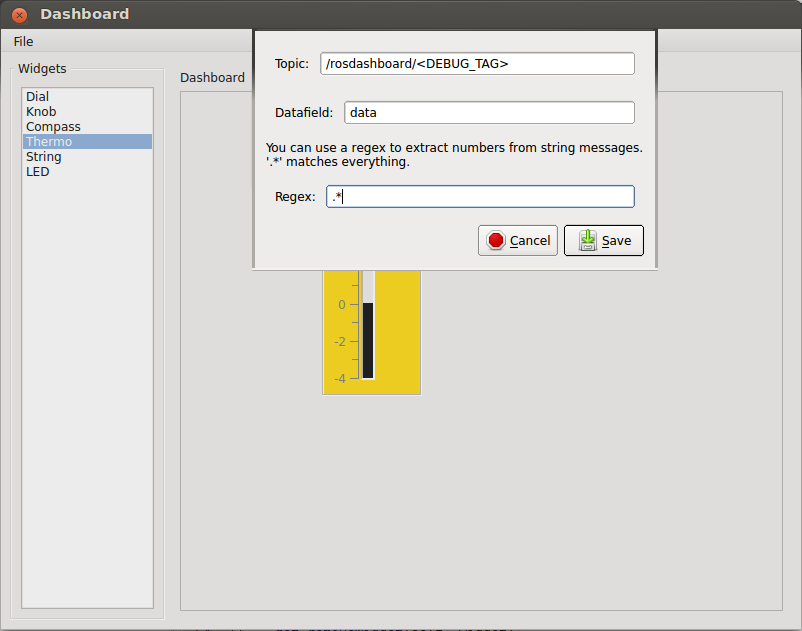 Dashboard
File
Widgets
Dial
Knob
Compass
Thermo
String
LED
Dashboard
Topic: /rosdashboard/<DEBUG_TAG>
Datafield: data
You can use a regex to extract numbers from string messages.
'.*' matches everything.
Regex: .*
Cancel Save
0
-2
-4